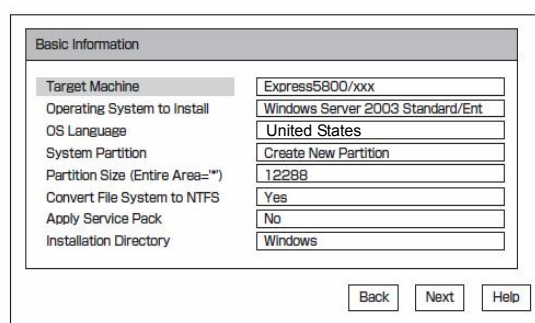 Basic Information
Target Machine Express5800/xxx
Operating System to Install Windows Server 2003 Standard/Ent
OS Language United States
System Partition Create New Partition
Partition Size (Entire Area='*') 12288
Convert File System to NTFS Yes
Apply Service Pack No
Installation Directory Windows
Back Next Help